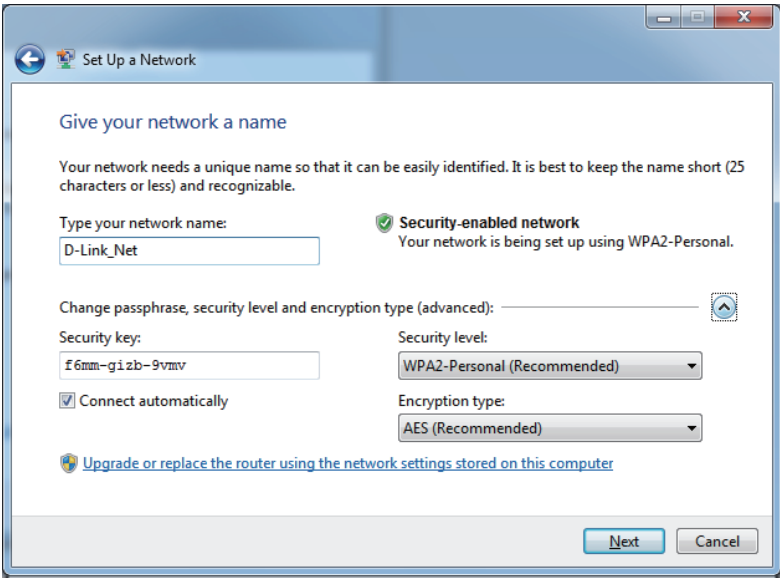 Set Up a Network
Give your network a name
Your network needs a unique name so that it can be easily identified. It is best to keep the name short (25
characters or less) and recognizable.
Type your network name:
D-Link_Net
Security-enabled network
Your network is being set up using WPA2-Personal.
Change passphrase, security level and encryption type (advanced):
Security key:
f6mm-gizb-9vmv
Security level:
WPA2-Personal (Recommended)
Connect automatically
Encryption type:
AES (Recommended)
Upgrade or replace the router using the network settings stored on this computer
Next
Cancel